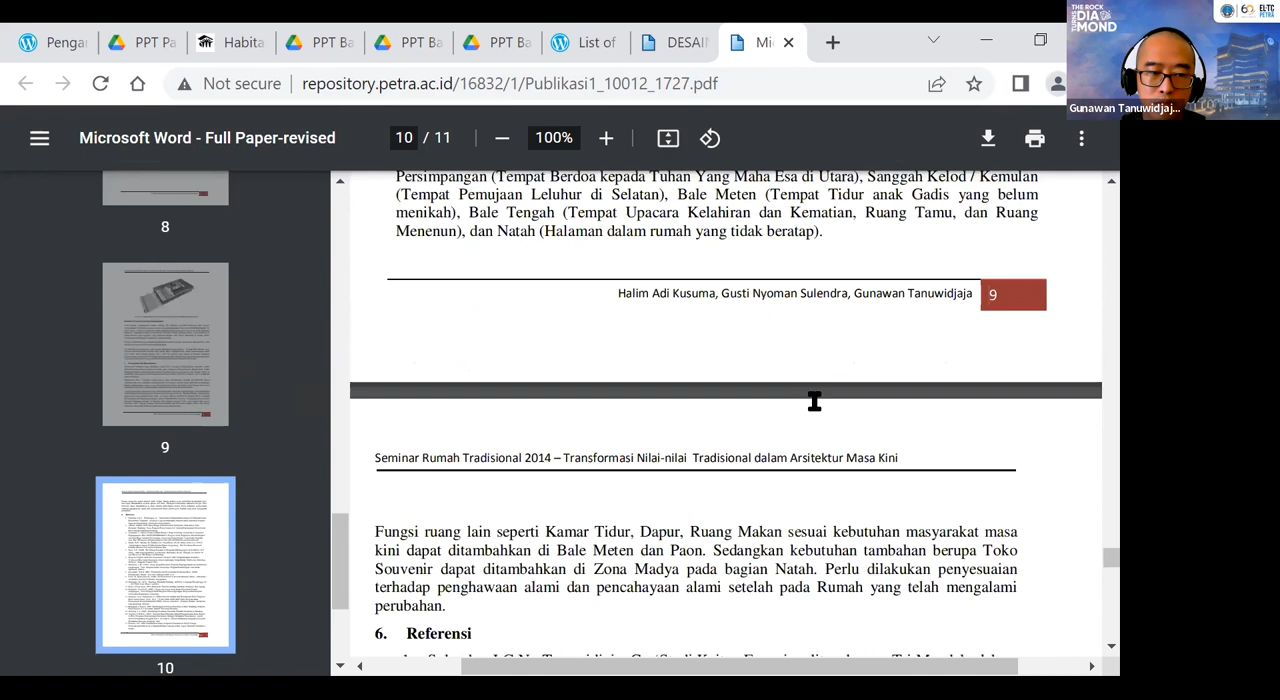 THE ROCK
TURNS
DIA
MOND
60
ELTC
PETRA
Penga
PPT Pa
Habita
PPT Ba
PPT Ba
PPT Ba
List of
DESAIN
Mi
Not secure
repository.petra.ac.id/16832/1/Publikasi1_10012_1727.pdf
Gunawan Tanuwidjaj...
Microsoft Word - Full Paper-revised
10 / 11
100%
8
9
10
Persimpangan (Tempat Berdoa kepada Tuhan Yang Maha Esa di Utara), Sanggah Kelod / Kemulan
(Tempat Pemujaan Leluhur di Selatan), Bale Meten (Tempat Tidur anak Gadis yang belum
menikah), Bale Tengah (Tempat Upacara Kelahiran dan Kematian, Ruang Tamu, dan Ruang
Menenun), dan Natah (Halaman dalam rumah yang tidak beratap).
Halim Adi Kusuma, Gusti Nyoman Sulendra, Gunawan Tanuwidjaja
9
Seminar Rumah Tradisional 2014 – Transformasi Nilai-nilai Tradisional dalam Arsitektur Masa Kini
Fungsi ruang lain seperti Kamar Tidur, Dapur, Ruang Makan sesuai kebutuhan masyarakat masa
kini dapat ditambahkan di Bale Meten dan Paon. Sedangkan kebutuhan tambahan berupa Toko
Souvenir dapat ditambahkan di Zona Madya pada bagian Natah. Perlu dilakukan penyesuaian
terhadap penghawaan alami dan pencahayaan alami setelah pada Rumah yang telah mengalami
perubahan.
6. Referensi